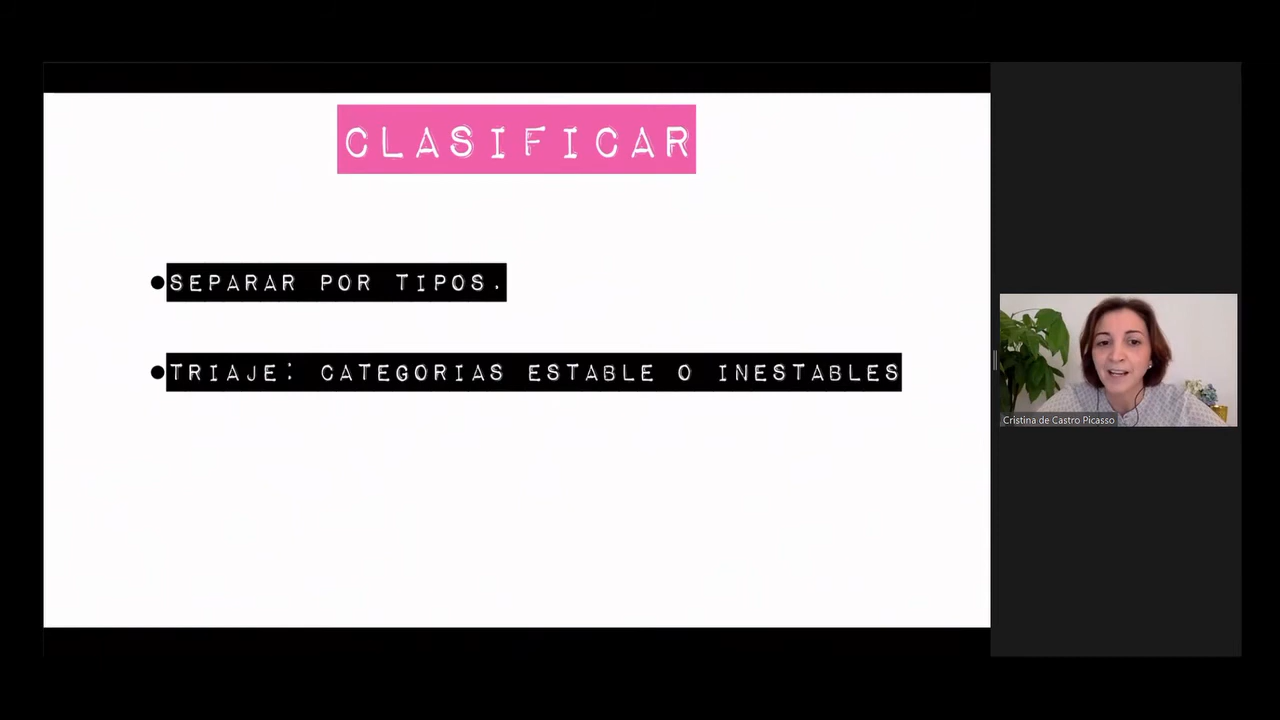 CLASIFICAR
•SEPARAR POR TIPOS.
•TRIAJE: CATEGORIAS ESTABLE O INESTABLES
Cristina de Castro Picasso